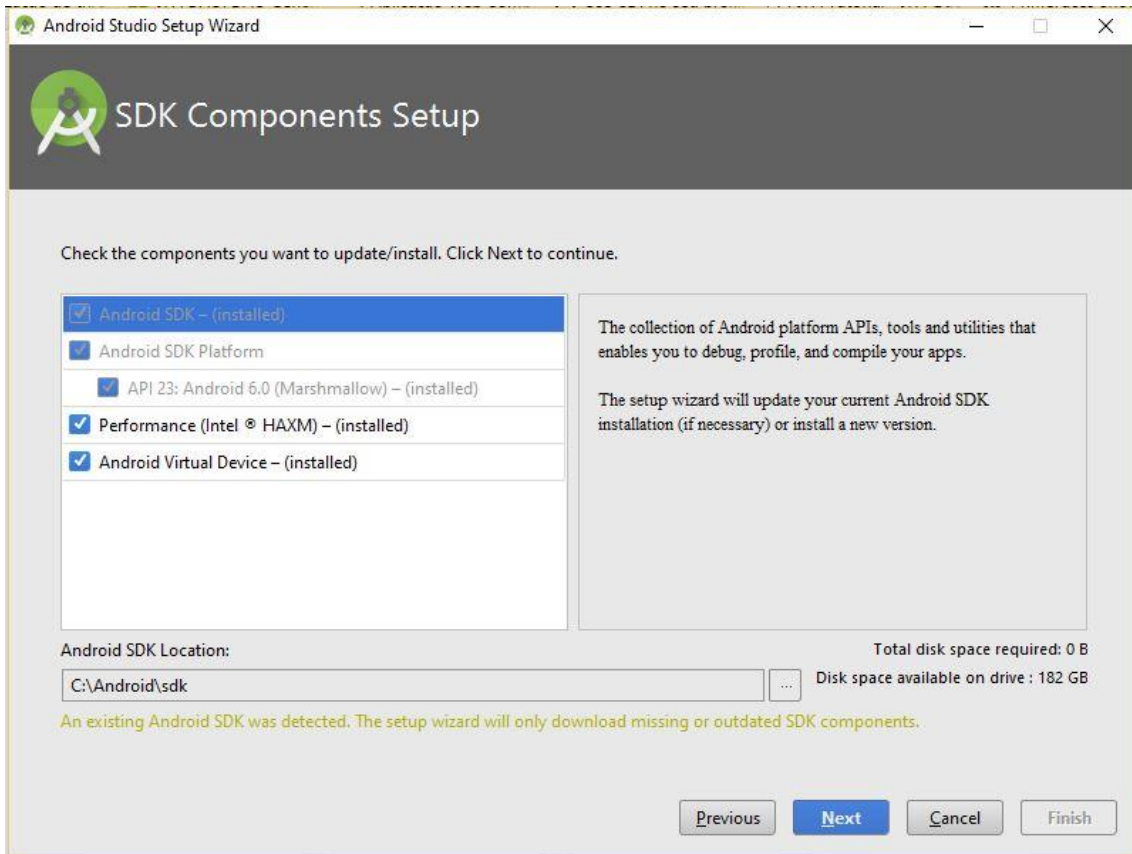 Android Studio Setup Wizard
SDK Components Setup
Check the components you want to update/install. Click Next to continue.
Android SDK – (installed)
Android SDK Platform
API 23: Android 6.0 (Marshmallow) – (installed)
Performance (Intel ® HAXM) – (installed)
Android Virtual Device – (installed)
The collection of Android platform APIs, tools and utilities that
enables you to debug, profile, and compile your apps.
The setup wizard will update your current Android SDK
installation (if necessary) or install a new version.
Android SDK Location:
Total disk space required: 0 B
C:\Android\sdk
...
Disk space available on drive : 182 GB
An existing Android SDK was detected. The setup wizard will only download missing or outdated SDK components.
Previous
Next
Cancel
Finish